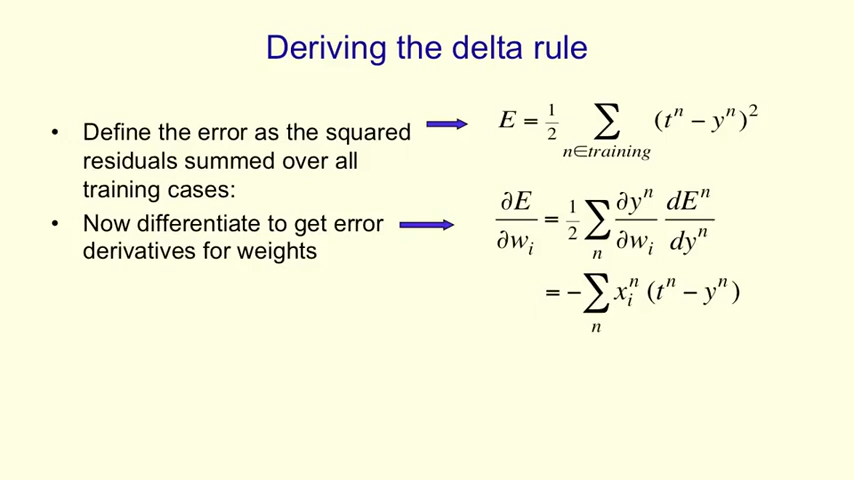 Deriving the delta rule
• Define the error as the squared
residuals summed over all
training cases:
• Now differentiate to get error
derivatives for weights
E = ½ ∑_{n∈training} (tⁿ − yⁿ)²
∂E/∂wᵢ = ½ ∑_n ∂yⁿ/∂wᵢ dEⁿ/dyⁿ
= − ∑_n xᵢⁿ (tⁿ − yⁿ)